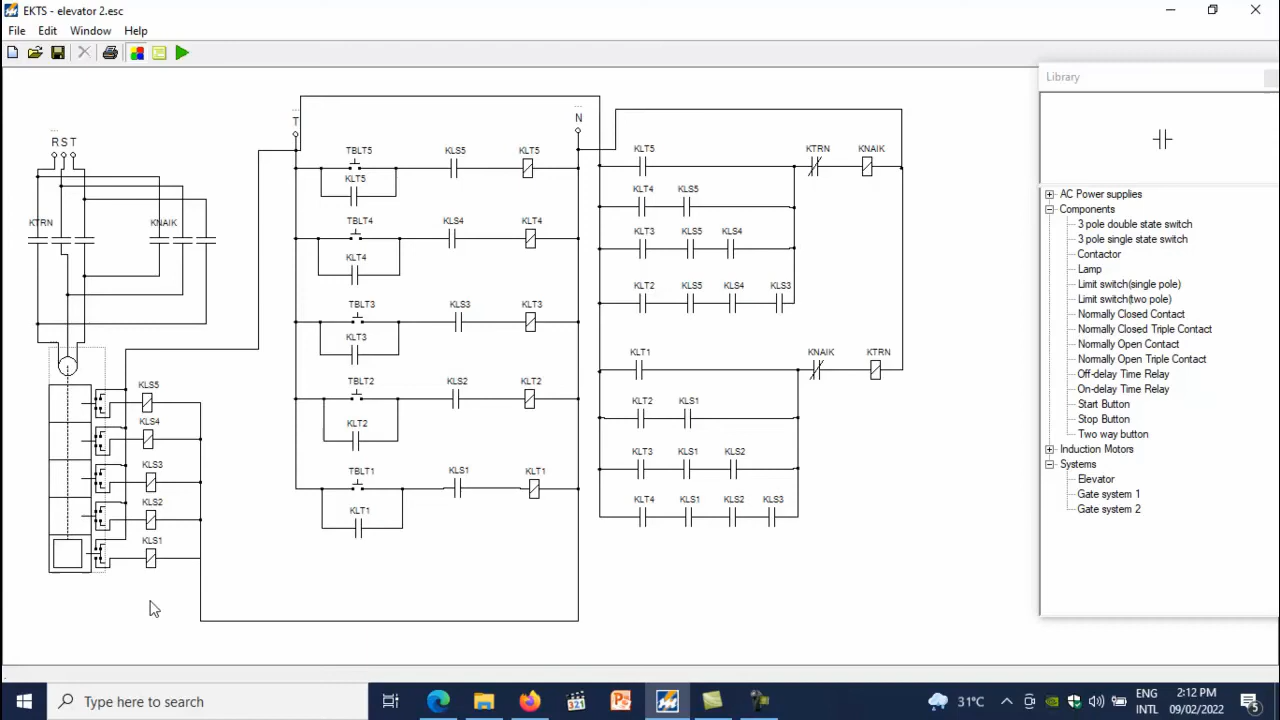 EKTS - elevator 2.esc
File Edit Window Help
Library
T
N
R S T
KTRN
KNAIK
KLS5
KLS4
KLS3
KLS2
KLS1
TBLT5
KLS5
KLT5
KLT5
TBLT4
KLS4
KLT4
KLT4
TBLT3
KLS3
KLT3
KLT3
TBLT2
KLS2
KLT2
KLT2
TBLT1
KLS1
KLT1
KLT1
KLT5
KTRN
KNAIK
KLT4
KLS5
KLT3
KLS5
KLS4
KLT2
KLS5
KLS4
KLS3
KLT1
KNAIK
KTRN
KLT2
KLS1
KLT3
KLS1
KLS2
KLT4
KLS1
KLS2
KLS3
AC Power supplies
Components
3 pole double state switch
3 pole single state switch
Contactor
Lamp
Limit switch(single pole)
Limit switch(two pole)
Normally Closed Contact
Normally Closed Triple Contact
Normally Open Contact
Normally Open Triple Contact
Off-delay Time Relay
On-delay Time Relay
Start Button
Stop Button
Two way button
Induction Motors
Systems
Elevator
Gate system 1
Gate system 2
Type here to search
321
31°C
ENG
INTL
2:12 PM
09/02/2022
5